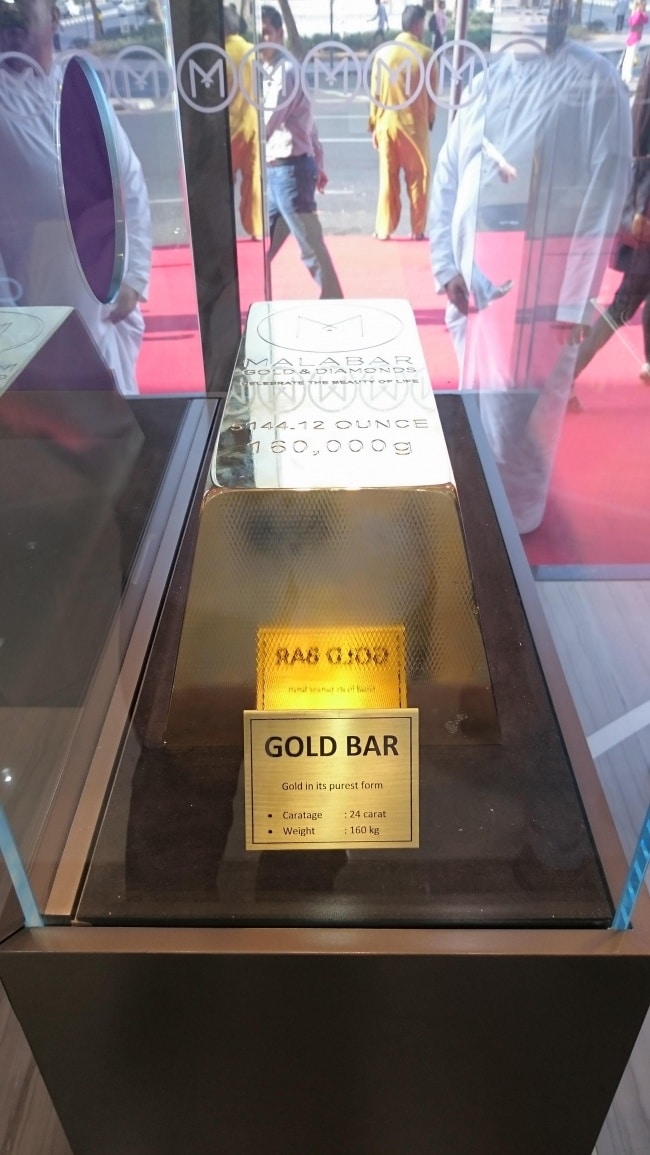 M M M M M M M M
M
MALABAR
GOLD & DIAMONDS
CELEBRATE THE BEAUTY OF LIFE
5144.12 OUNCE
160,000g
GOLD BAR
Gold in its purest form
• Caratage : 24 carat
• Weight : 160 kg